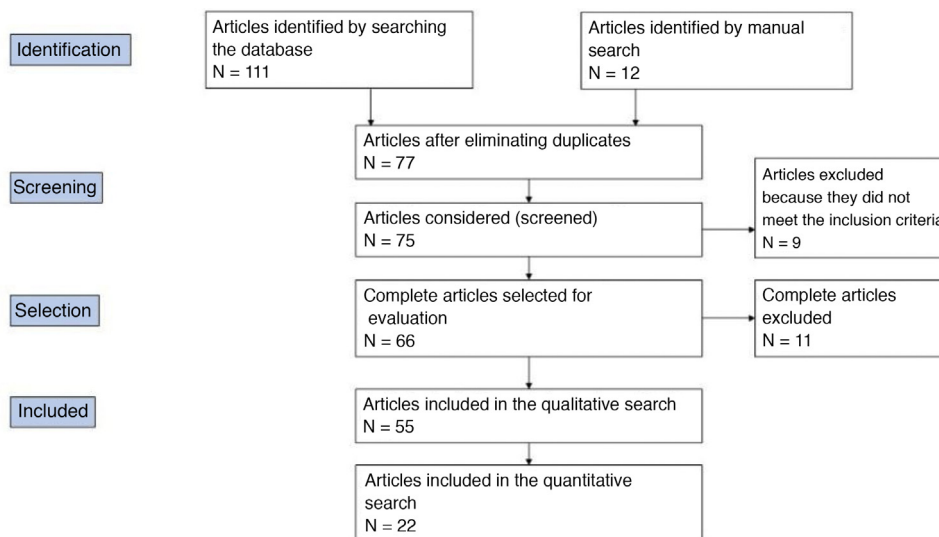 Identification
Articles identified by searching
the database
N = 111
Articles identified by manual
search
N = 12
Articles after eliminating duplicates
N = 77
Screening
Articles considered (screened)
N = 75
Articles excluded
because they did not
meet the inclusion criteria
N = 9
Selection
Complete articles selected for
evaluation
N = 66
Complete articles
excluded
N = 11
Included
Articles included in the qualitative search
N = 55
Articles included in the quantitative
search
N = 22